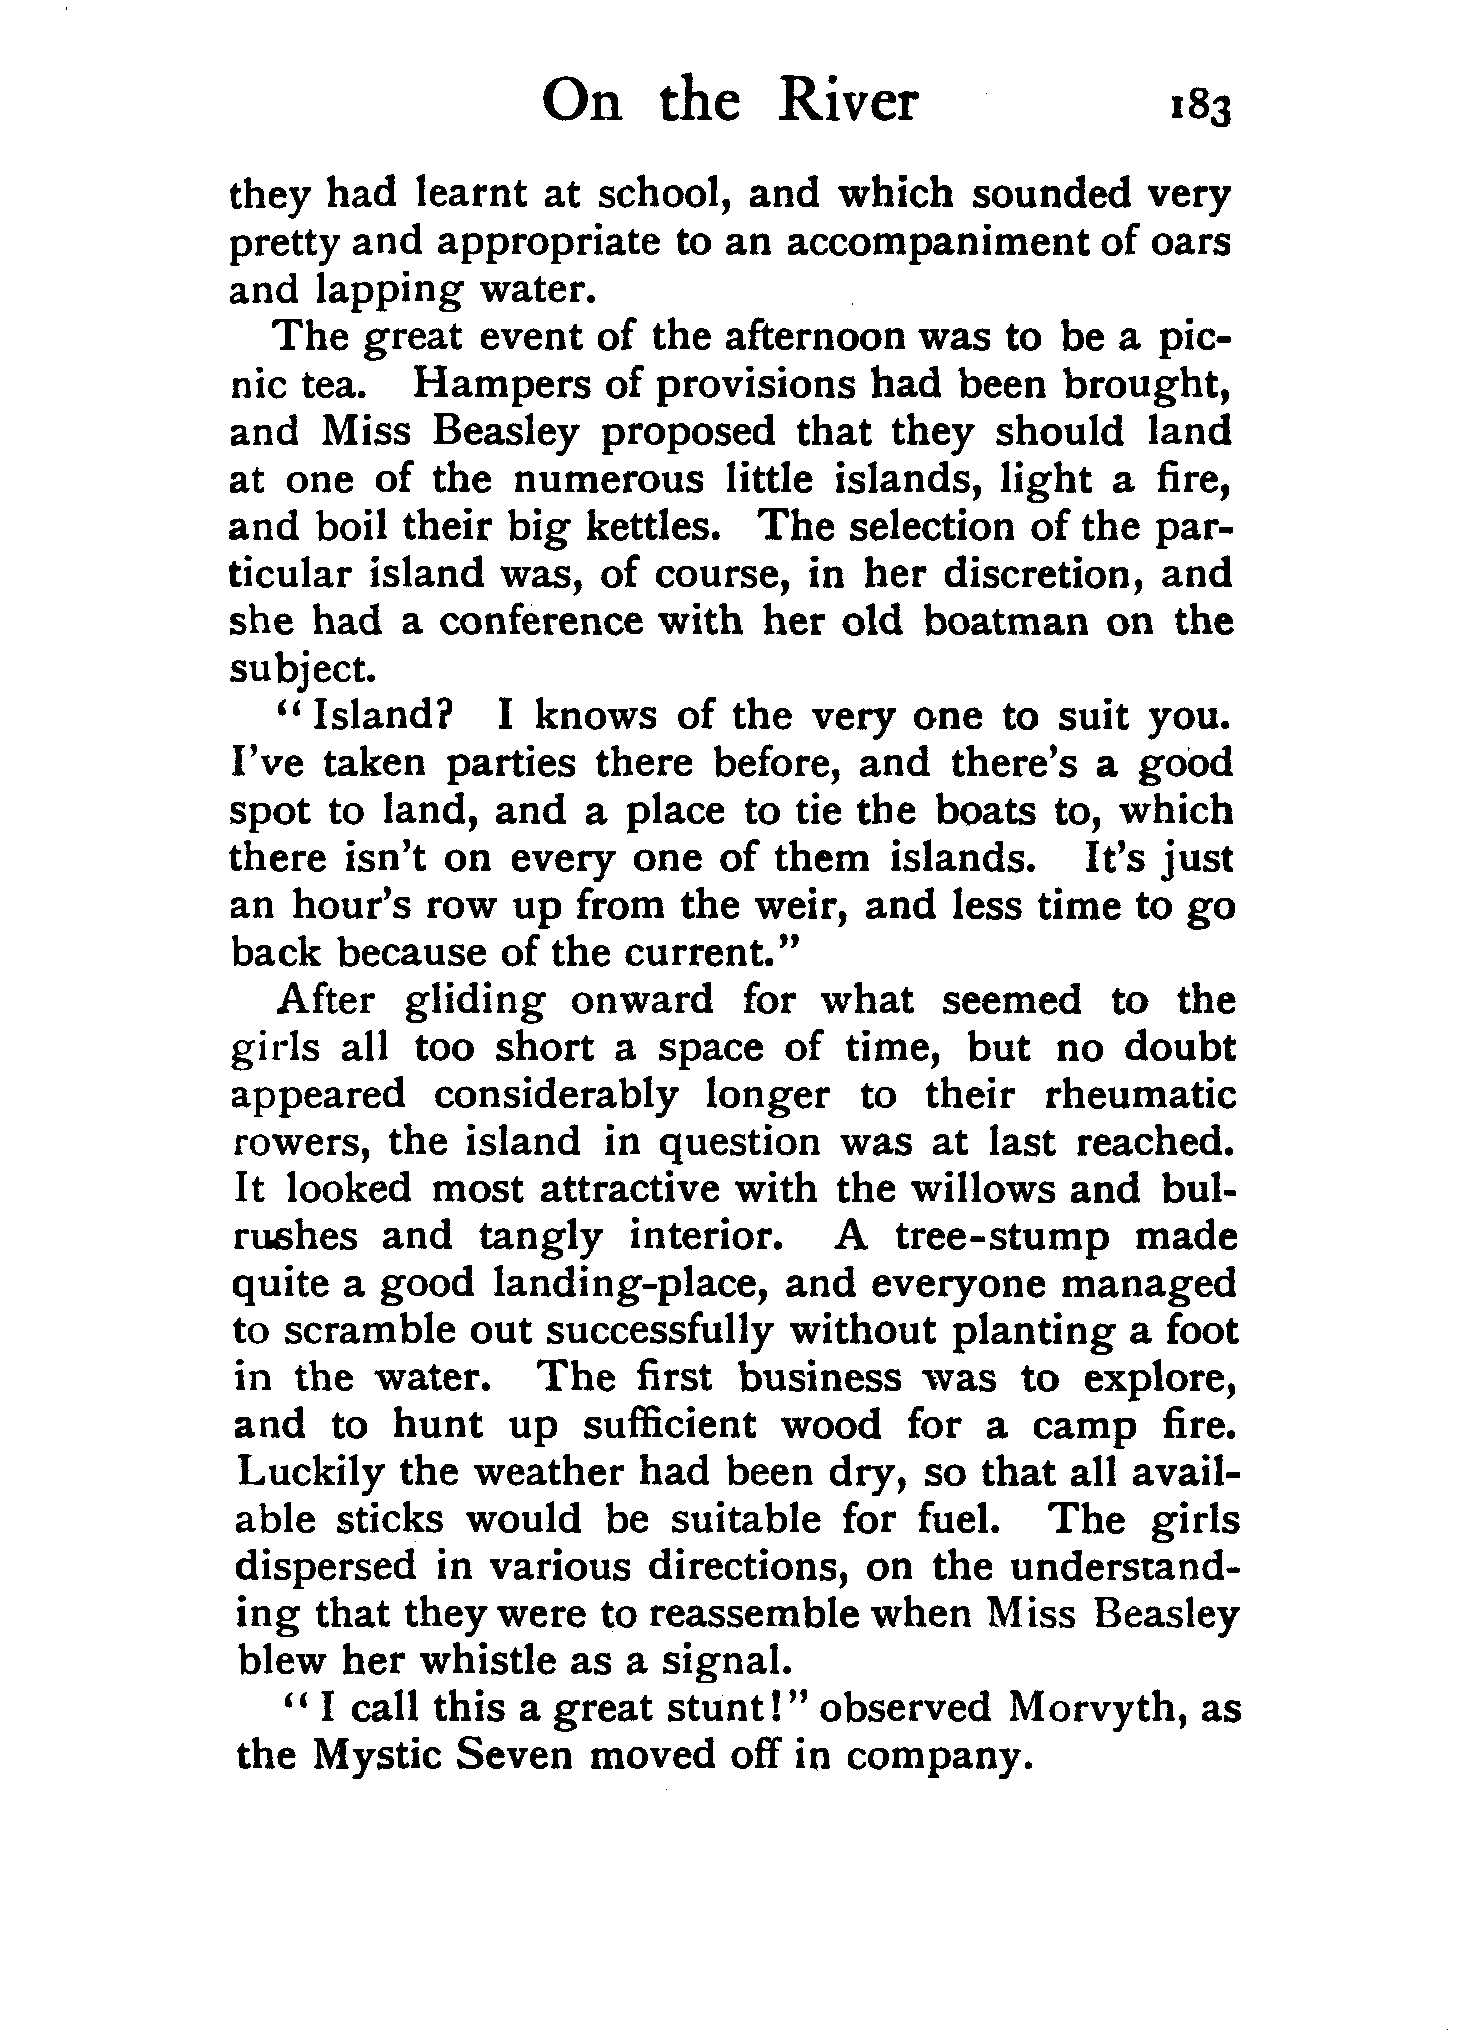 On the River 183
they had learnt at school, and which sounded very
pretty and appropriate to an accompaniment of oars
and lapping water.
The great event of the afternoon was to be a pic-
nic tea. Hampers of provisions had been brought,
and Miss Beasley proposed that they should land
at one of the numerous little islands, light a fire,
and boil their big kettles. The selection of the par-
ticular island was, of course, in her discretion, and
she had a conference with her old boatman on the
subject.
“Island? I knows of the very one to suit you.
I've taken parties there before, and there's a good
spot to land, and a place to tie the boats to, which
there isn't on every one of them islands. It's just
an hour's row up from the weir, and less time to go
back because of the current.”
After gliding onward for what seemed to the
girls all too short a space of time, but no doubt
appeared considerably longer to their rheumatic
rowers, the island in question was at last reached.
It looked most attractive with the willows and bul-
rushes and tangly interior. A tree-stump made
quite a good landing-place, and everyone managed
to scramble out successfully without planting a foot
in the water. The first business was to explore,
and to hunt up sufficient wood for a camp fire.
Luckily the weather had been dry, so that all avail-
able sticks would be suitable for fuel. The girls
dispersed in various directions, on the understand-
ing that they were to reassemble when Miss Beasley
blew her whistle as a signal.
“I call this a great stunt!” observed Morvyth, as
the Mystic Seven moved off in company.